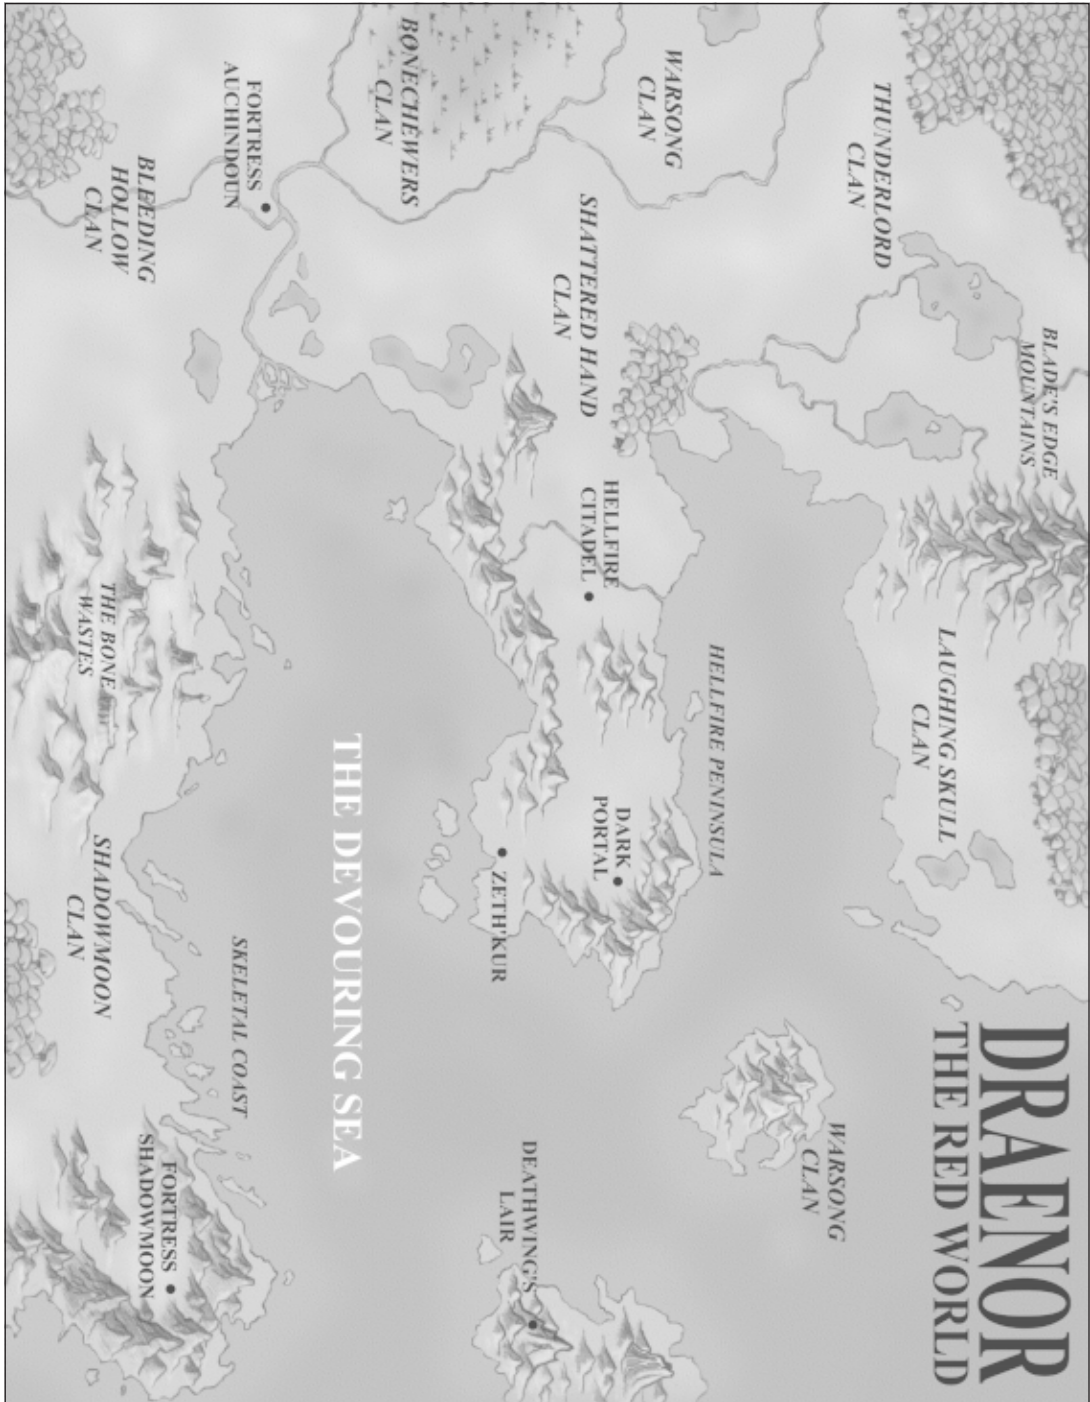 DRAENOR
THE RED WORLD
BLADE'S EDGE
MOUNTAINS
LAUGHING SKULL
CLAN
THUNDERLORD
CLAN
WARSONG
CLAN
WARSONG
CLAN
HELLFIRE PENINSULA
SHATTERED HAND
CLAN
HELLFIRE
CITADEL
DARK
PORTAL
ZETH'KUR
DEATHWING'S
LAIR
BONECHEWERS
CLAN
THE DEVOURING SEA
FORTRESS
AUCHINDOUN
SKELETAL COAST
BLEEDING
HOLLOW
CLAN
THE BONE
WASTES
SHADOWMOON
CLAN
FORTRESS
SHADOWMOON